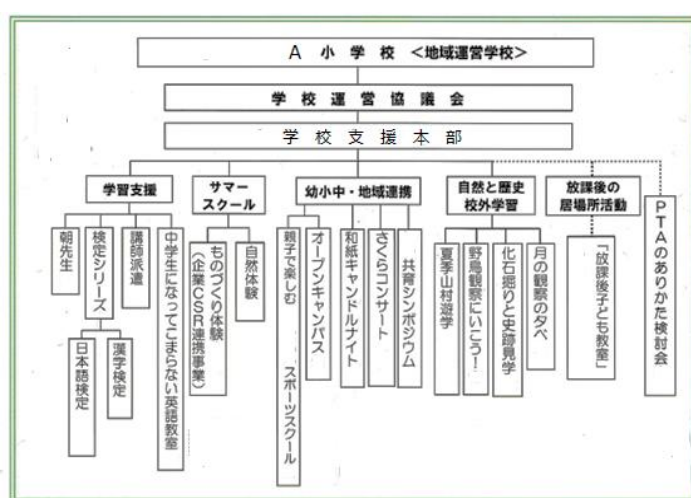 A 小学校 <地域運営学校>
学校運営協議会
学校支援本部
学習支援
サマー
スクール
幼小中・地域連携
自然と歴史
校外学習
放課後の
居場所活動
PTAのありかた検討会
朝先生
検定シリーズ
講師派遣
中学生になってこまらない英語教室
日本語検定
漢字検定
ものづくり体験
(企業CSR連携事業)
自然体験
親子で楽しむ スポーツスクール
オープンキャンパス
和紙キャンドルナイト
さくらコンサート
共育シンポジウム
夏季山村遊学
野鳥観察にいこう!
化石掘りと史跡見学
月の観察の夕べ
「放課後子ども教室」